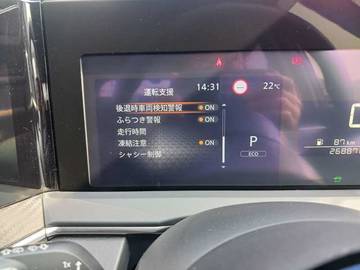 運転支援 14:31 22℃
後退時車両検知警報 ON
ふらつき警報 ON
走行時間
凍結注意 ON
シャシー制御
P
ECO
87 km
1x